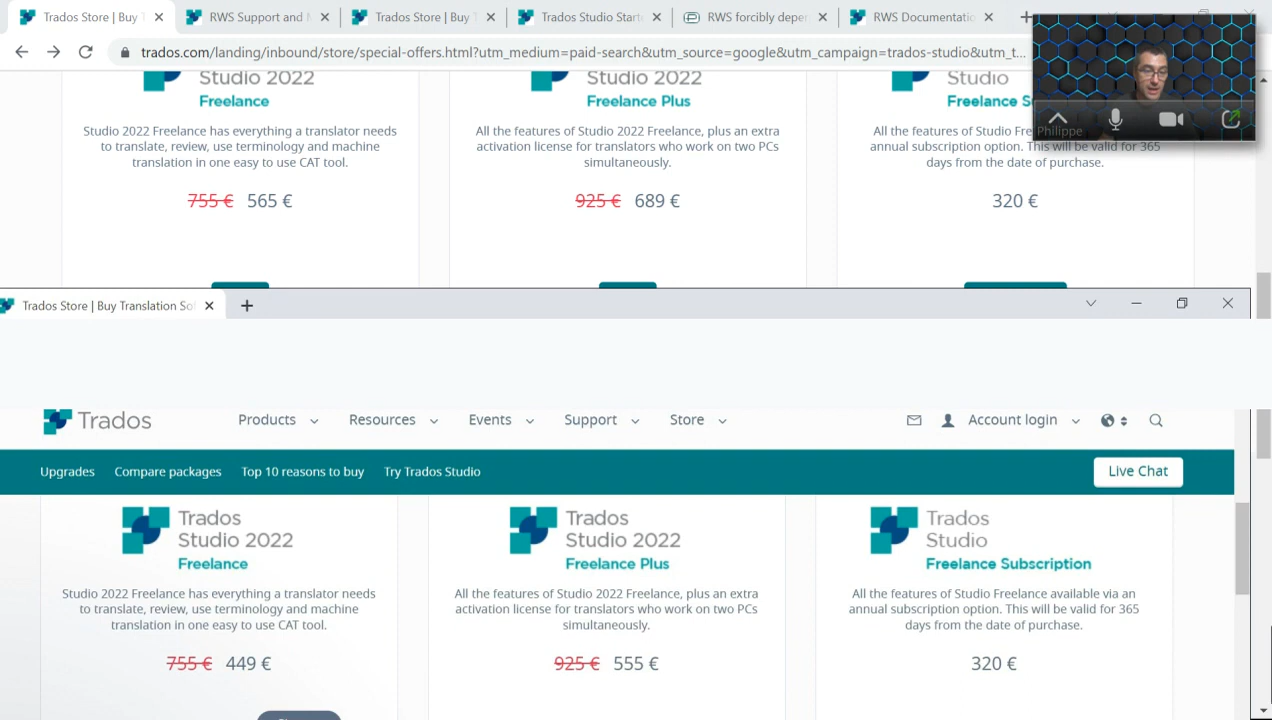 Trados Store | Buy T
RWS Support and M
Trados Store | Buy T
Trados Studio Start
RWS forcibly deper
RWS Documentatio
trados.com/landing/inbound/store/special-offers.html?utm_medium=paid-search&utm_source=google&utm_campaign=trados-studio&utm_t...
Studio 2022
Freelance
Studio 2022 Freelance has everything a translator needs
to translate, review, use terminology and machine
translation in one easy to use CAT tool.
755 € 565 €
Studio 2022
Freelance Plus
All the features of Studio 2022 Freelance, plus an extra
activation license for translators who work on two PCs
simultaneously.
925 € 689 €
Studio
Freelance S
All the features of Studio Fre
annual subscription option. This will be valid for 365
days from the date of purchase.
320 €
Philippe
Trados Store | Buy Translation So
Trados
Products
Resources
Events
Support
Store
Account login
Upgrades
Compare packages
Top 10 reasons to buy
Try Trados Studio
Live Chat
Trados
Studio 2022
Freelance
Studio 2022 Freelance has everything a translator needs
to translate, review, use terminology and machine
translation in one easy to use CAT tool.
755 € 449 €
Trados
Studio 2022
Freelance Plus
All the features of Studio 2022 Freelance, plus an extra
activation license for translators who work on two PCs
simultaneously.
925 € 555 €
Trados
Studio
Freelance Subscription
All the features of Studio Freelance available via an
annual subscription option. This will be valid for 365
days from the date of purchase.
320 €